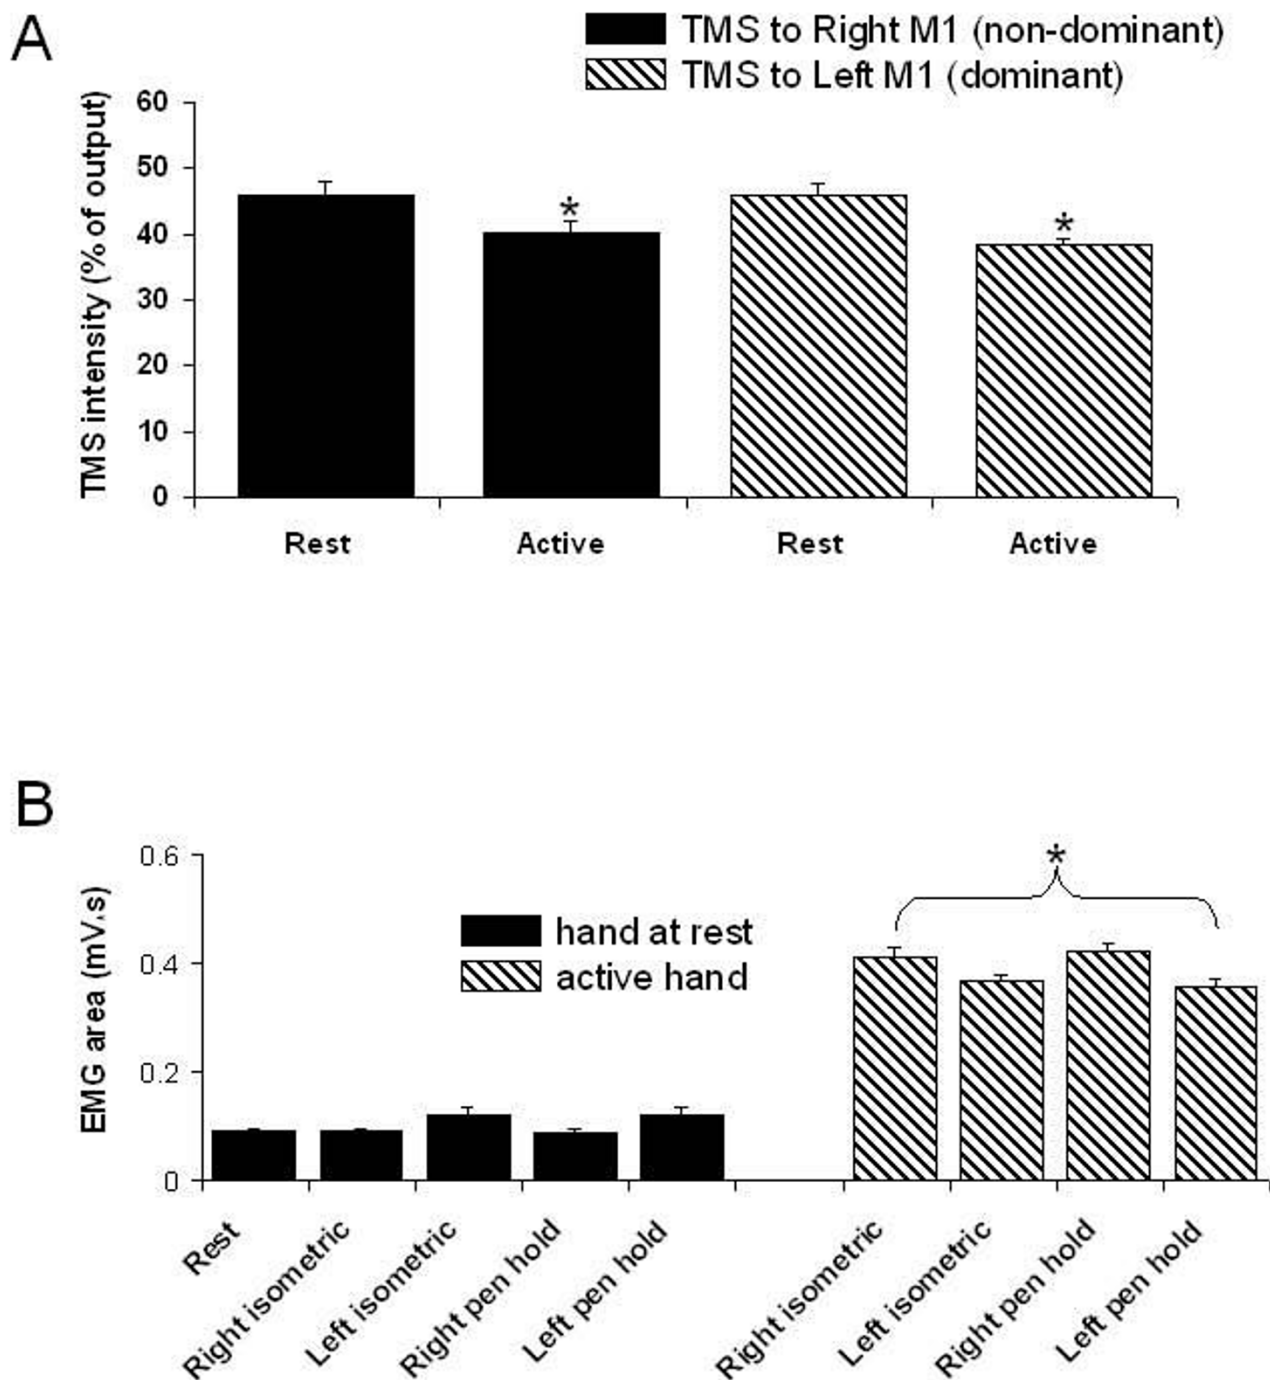 A
TMS to Right M1 (non-dominant)
TMS to Left M1 (dominant)
TMS intensity (% of output)
60
50
40
30
20
10
0
*
*
Rest
Active
Rest
Active
B
EMG area (mV.s)
0.6
0.4
0.2
0
*
hand at rest
active hand
Rest
Right isometric
Left isometric
Right pen hold
Left pen hold
Right isometric
Left isometric
Right pen hold
Left pen hold